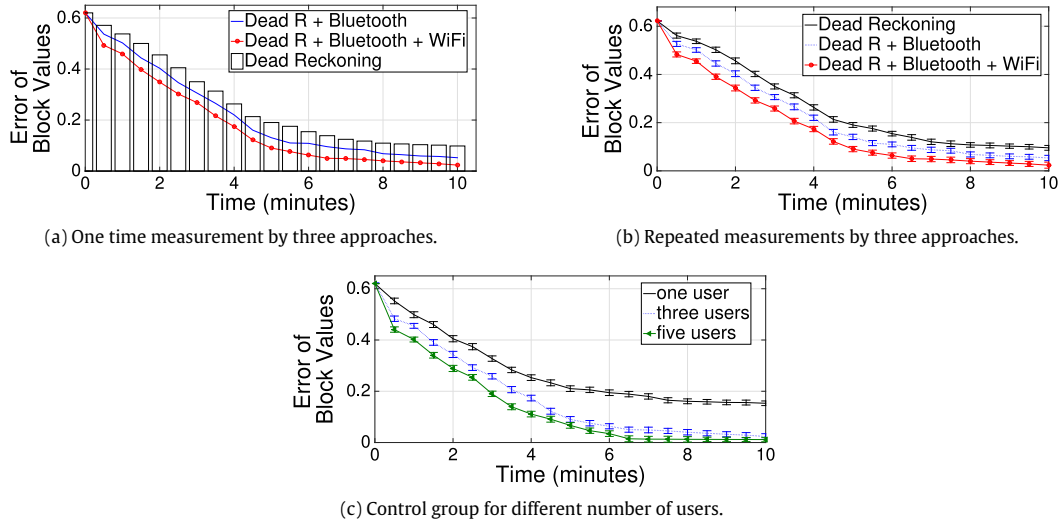 0.6
0.4
0.2
0
Error of
Block Values
Dead R + Bluetooth
Dead R + Bluetooth + WiFi
Dead Reckoning
0 2 4 6 8 10
Time (minutes)
(a) One time measurement by three approaches.
0.6
0.4
0.2
0
Error of
Block Values
Dead Reckoning
Dead R + Bluetooth
Dead R + Bluetooth + WiFi
0 2 4 6 8 10
Time (minutes)
(b) Repeated measurements by three approaches.
0.6
0.4
0.2
0
Error of
Block Values
one user
three users
five users
0 2 4 6 8 10
Time (minutes)
(c) Control group for different number of users.